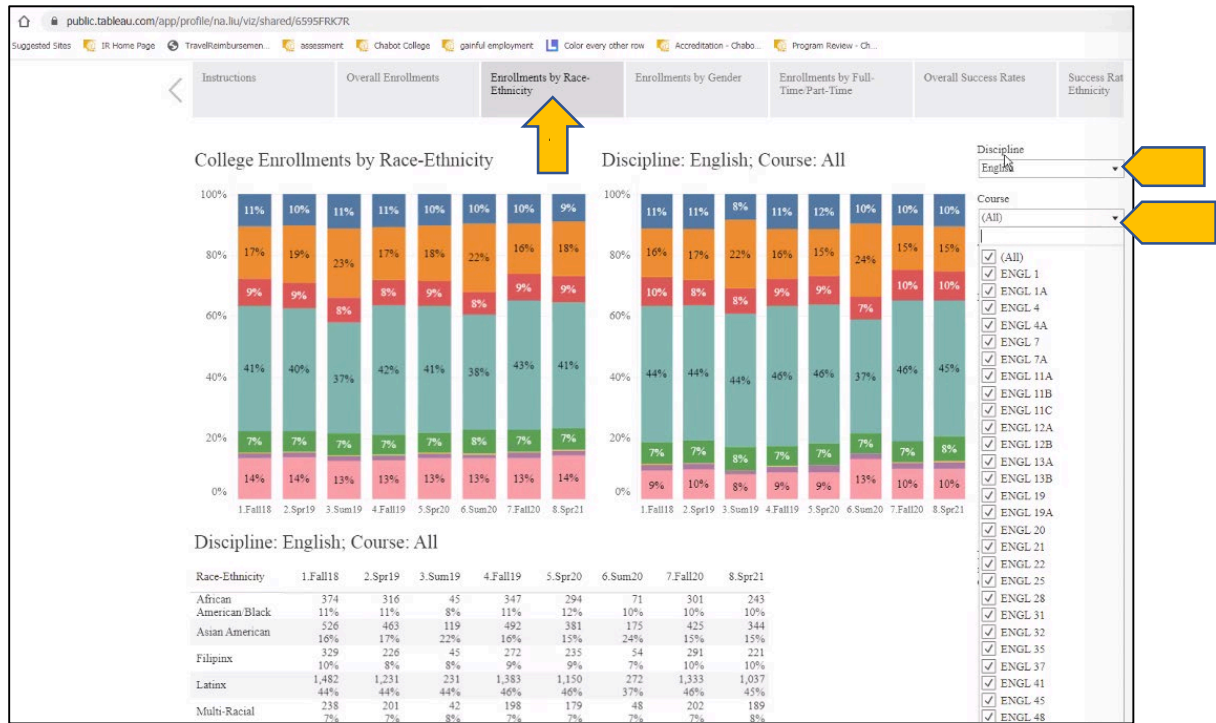 public.tableau.com/app/profile/na.liu/viz/shared/6595FRK7R
Suggested Sites IR Home Page TravelReimbursemen... assessment Chabot College gainful employment Color every other row Accreditation - Chabo... Program Review - Ch...
Instructions Overall Enrollments Enrollments by Race- Enrollments by Gender Enrollments by Full- Overall Success Rates Success Rat
Ethnicity Time/Part-Time Ethnicity
College Enrollments by Race-Ethnicity Discipline: English; Course: All
Discipline
English
Course
(All)
100% 100%
11% 10% 11% 11% 10% 10% 10% 9% 11% 11% 8% 11% 12% 10% 10% 10%
80% 17% 19% 23% 17% 18% 22% 16% 18% 80% 16% 17% 22% 16% 15% 24% 15% 15%
9% 9% 8% 8% 9% 8% 9% 9% 10% 8% 8% 9% 9% 7% 10% 10%
60% 60%
40% 41% 40% 37% 42% 41% 38% 43% 41% 40% 44% 44% 44% 46% 46% 37% 46% 45%
20% 7% 7% 7% 7% 7% 8% 7% 7% 20% 7% 7% 8% 7% 7% 7% 7% 8%
14% 14% 13% 13% 13% 13% 13% 14% 9% 10% 8% 9% 9% 13% 10% 10%
0% 0%
1.Fall18 2.Spr19 3.Sum19 4.Fall19 5.Spr20 6.Sum20 7.Fall20 8.Spr21 1.Fall18 2.Spr19 3.Sum19 4.Fall19 5.Spr20 6.Sum20 7.Fall20 8.Spr21
(All)
ENGL 1
ENGL 1A
ENGL 4
ENGL 4A
ENGL 7
ENGL 7A
ENGL 11A
ENGL 11B
ENGL 11C
ENGL 12A
ENGL 12B
ENGL 13A
ENGL 13B
ENGL 19
ENGL 19A
ENGL 20
ENGL 21
ENGL 22
ENGL 25
ENGL 28
ENGL 31
ENGL 32
ENGL 35
ENGL 37
ENGL 41
ENGL 45
ENGL 48
Discipline: English; Course: All
Race-Ethnicity 1.Fall18 2.Spr19 3.Sum19 4.Fall19 5.Spr20 6.Sum20 7.Fall20 8.Spr21
African 374 316 45 347 294 71 301 243
American/Black 11% 11% 8% 11% 12% 10% 10% 10%
Asian American 526 463 119 492 381 175 425 344
16% 17% 22% 16% 15% 24% 15% 15%
Filipinx 329 226 45 272 235 54 291 221
10% 8% 8% 9% 9% 7% 10% 10%
Latinx 1,482 1,231 231 1,383 1,150 272 1,333 1,037
44% 44% 44% 46% 46% 37% 46% 45%
Multi-Racial 238 201 42 198 179 48 202 189
7% 7% 8% 7% 7% 7% 7% 8%